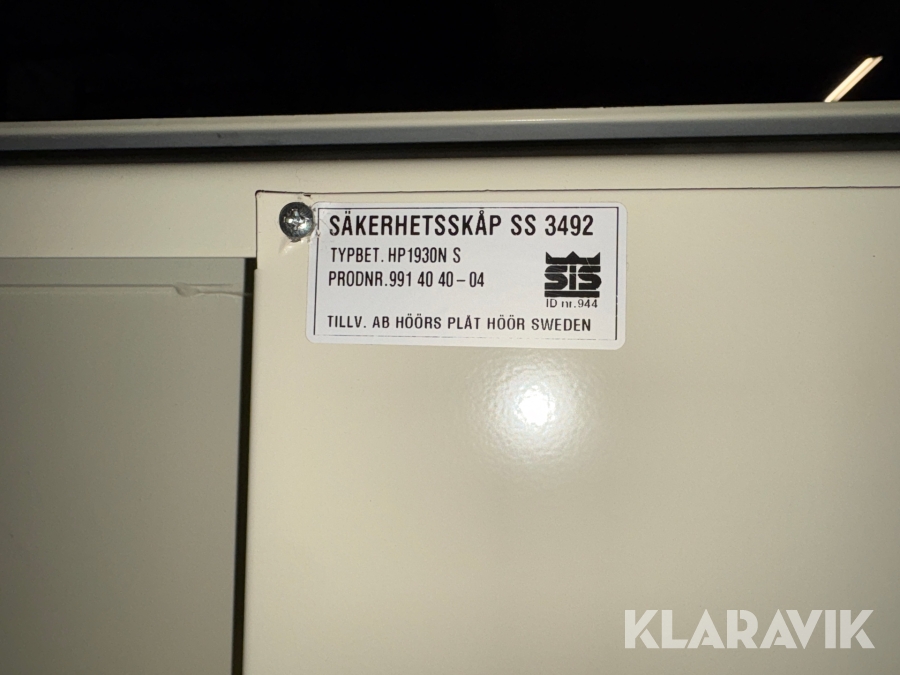 SÄKERHETSSKÅP SS 3492
TYPBET. HP1930N S
PRODNR. 991 40 40-04
SIS
ID nr. 944
TILLV. AB HÖÖRS PLÅT HÖÖR SWEDEN
KLARAVIK